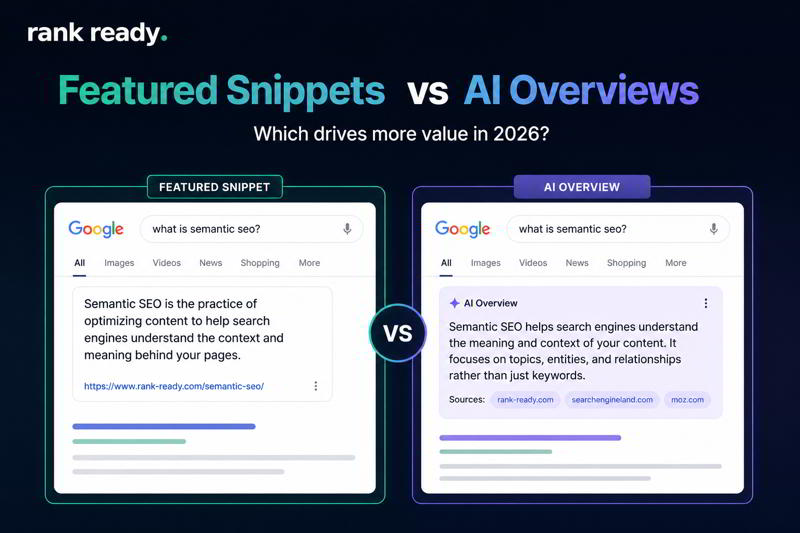 rank ready.
Featured Snippets vs AI Overviews
Which drives more value in 2026?
FEATURED SNIPPET
Google
what is semantic seo?
All Images Videos News Shopping More
Semantic SEO is the practice of
optimizing content to help search
engines understand the context and
meaning behind your pages.
https://www.rank-ready.com/semantic-seo/
VS
AI OVERVIEW
Google
what is semantic seo?
All Images Videos News Shopping More
AI Overview
Semantic SEO helps search engines understand
the meaning and context of your content. It
focuses on topics, entities, and relationships
rather than just keywords.
Sources: rank-ready.com searchengineland.com moz.com